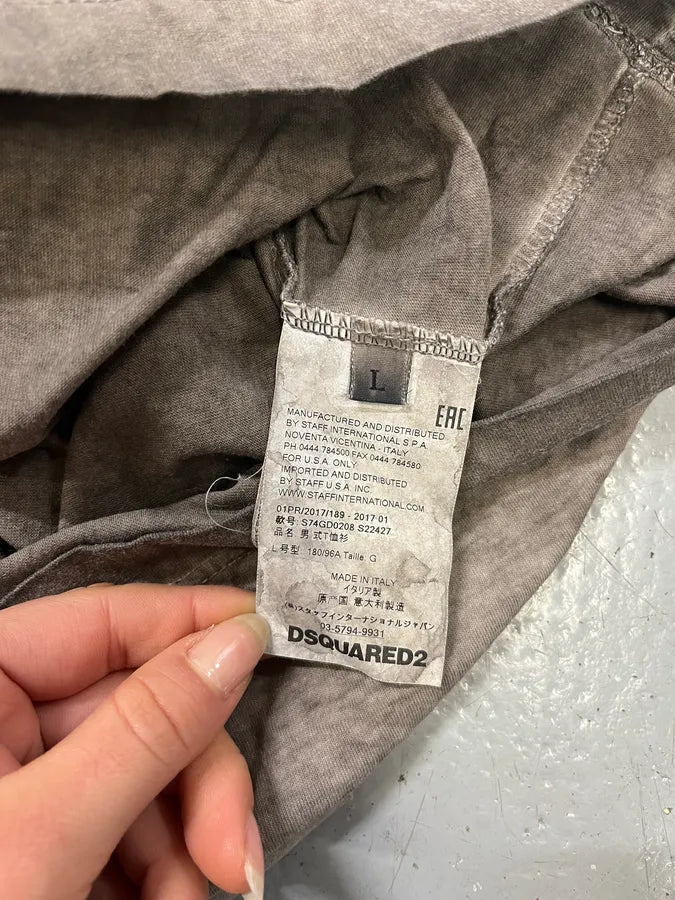 L
EAC
MANUFACTURED AND DISTRIBUTED
BY STAFF INTERNATIONAL S.P.A.
NOVENTA VICENTINA - ITALY
PH 0444 784500 FAX 0444 784580
FOR U.S.A. ONLY:
IMPORTED AND DISTRIBUTED
BY STAFF U.S.A. INC.
WWW.STAFFINTERNATIONAL.COM
01PR/2017/189 - 2017 01
款号: S74GD0208 S22427
品名: 男 式T恤衫
L 号型 180/96A Taille. G
MADE IN ITALY
イタリア製
原产国 意大利製造
(株)スタッフインターナショナルジャパン
03-5794-9931
DSQUARED2